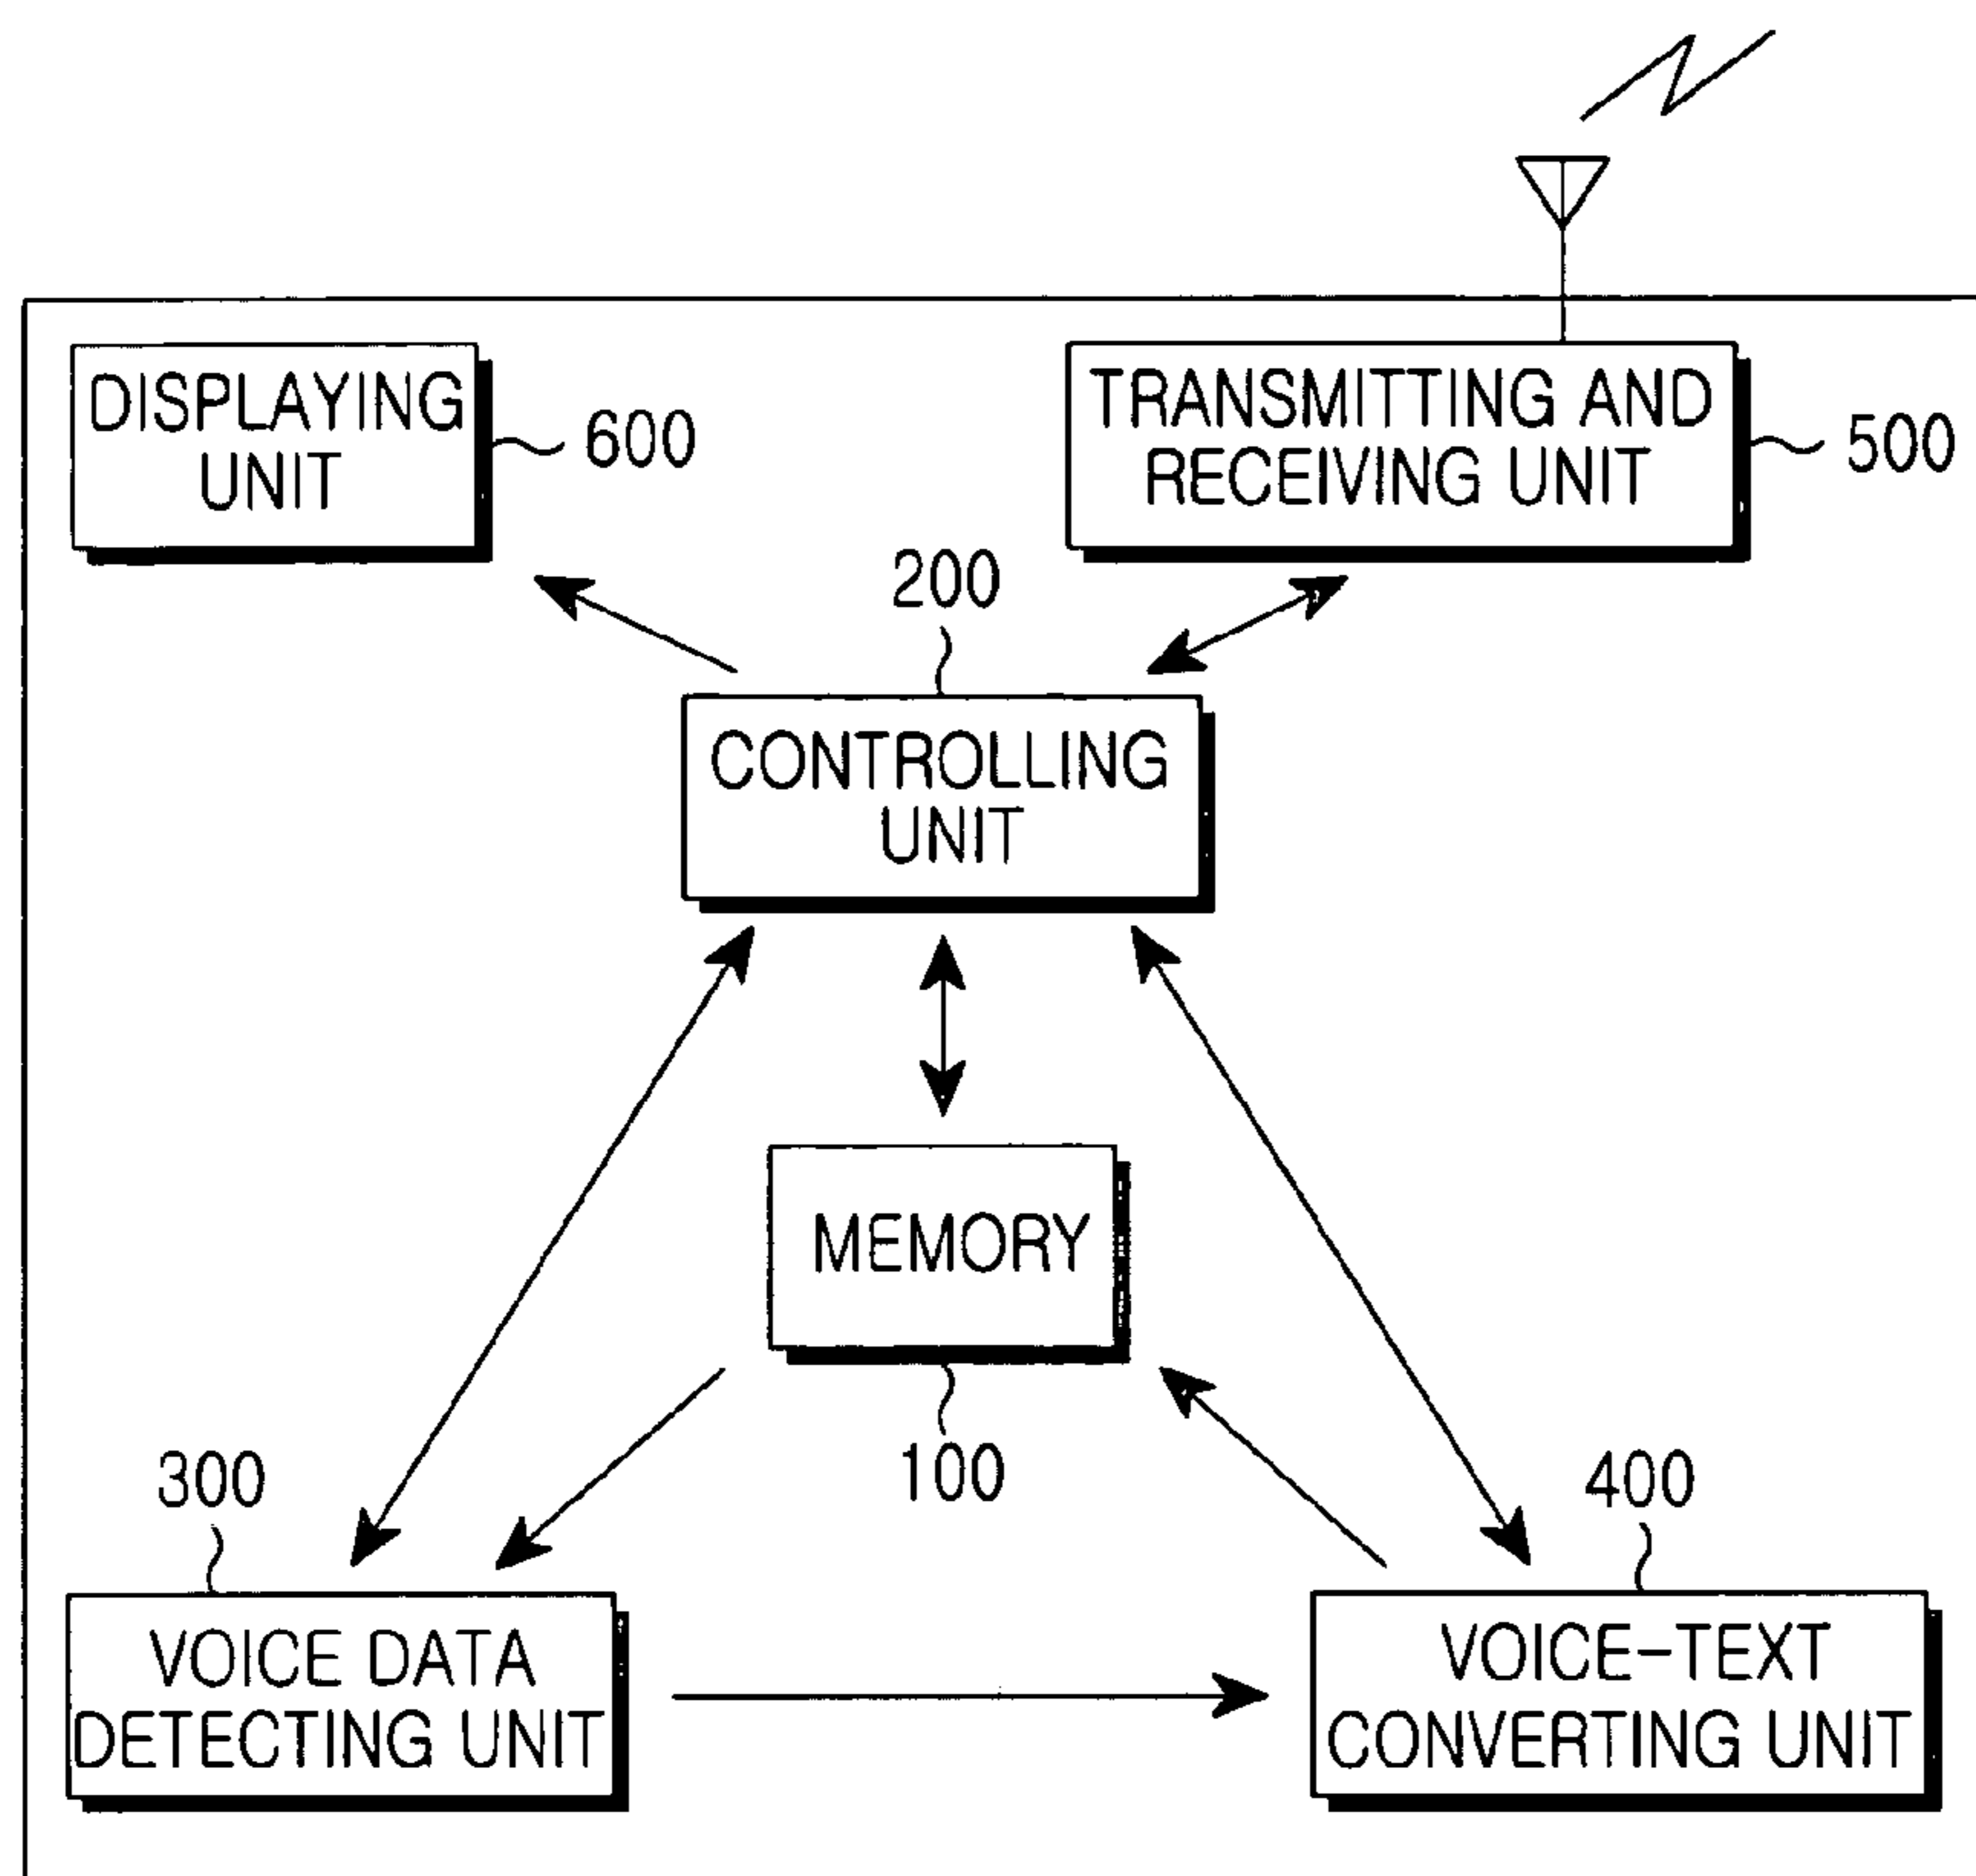 DISPLAYING
UNIT
600
TRANSMITTING AND
RECEIVING UNIT
500
200
CONTROLLING
UNIT
MEMORY
100
300
VOICE DATA
DETECTING UNIT
400
VOICE-TEXT
CONVERTING UNIT